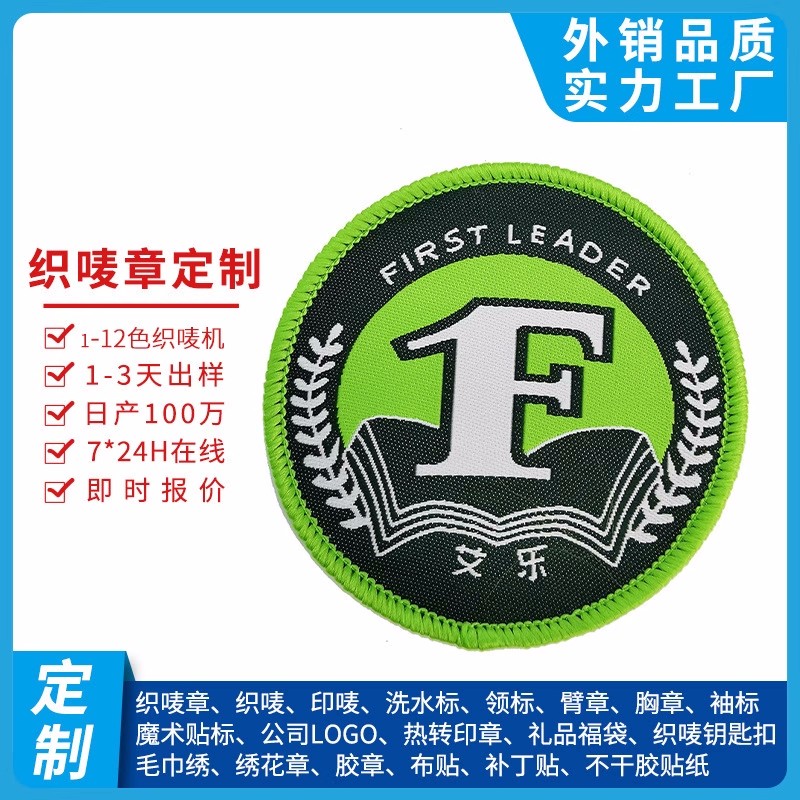 外销品质
实力工厂
FIRST LEADER
F
艾乐
织唛章定制
1-12色织唛机
1-3天出样
日产100万
7*24H在线
即时报价
定制
织唛章、织唛、印唛、洗水标、领标、臂章、胸章、袖标
魔术贴标、公司LOGO、热转印章、礼品福袋、织唛钥匙扣
毛巾绣、绣花章、胶章、布贴、补丁贴、不干胶贴纸